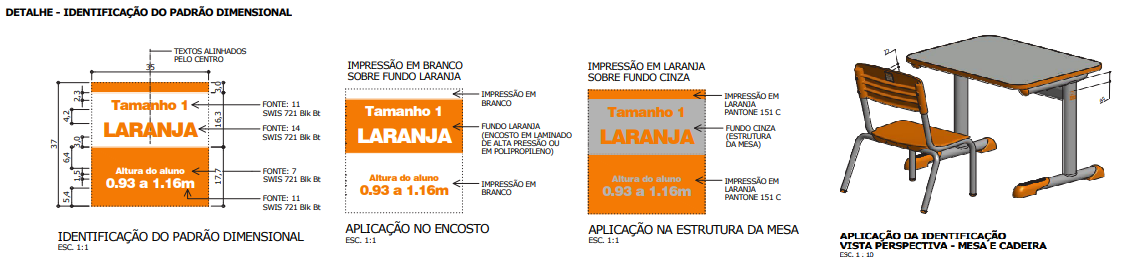 DETALHE - IDENTIFICAÇÃO DO PADRÃO DIMENSIONAL
TEXTOS ALINHADOS
PELO CENTRO
35
37
2,3
4,2
3,0
6,4
1,5
5,4
3,0
16,3
17,7
Tamanho 1
LARANJA
Altura do aluno
0.93 a 1.16m
FONTE: 11
SWIS 721 Blk Bt
FONTE: 14
SWIS 721 Blk Bt
FONTE: 7
SWIS 721 Blk Bt
FONTE: 11
SWIS 721 Blk Bt
IDENTIFICAÇÃO DO PADRÃO DIMENSIONAL
ESC. 1:1
IMPRESSÃO EM BRANCO
SOBRE FUNDO LARANJA
Tamanho 1
LARANJA
Altura do aluno
0.93 a 1.16m
IMPRESSÃO EM
BRANCO
FUNDO LARANJA
(ENCOSTO EM LAMINADO
DE ALTA PRESSÃO OU
EM POLIPROPILENO)
IMPRESSÃO EM
BRANCO
APLICAÇÃO NO ENCOSTO
ESC. 1:1
IMPRESSÃO EM LARANJA
SOBRE FUNDO CINZA
Tamanho 1
LARANJA
Altura do aluno
0.93 a 1.16m
IMPRESSÃO EM
LARANJA
PANTONE 151 C
FUNDO CINZA
(ESTRUTURA
DA MESA)
IMPRESSÃO EM
LARANJA
PANTONE 151 C
APLICAÇÃO NA ESTRUTURA DA MESA
ESC. 1:1
APLICAÇÃO DA IDENTIFICAÇÃO
VISTA PERSPECTIVA - MESA E CADEIRA
ESC. 1 . 10